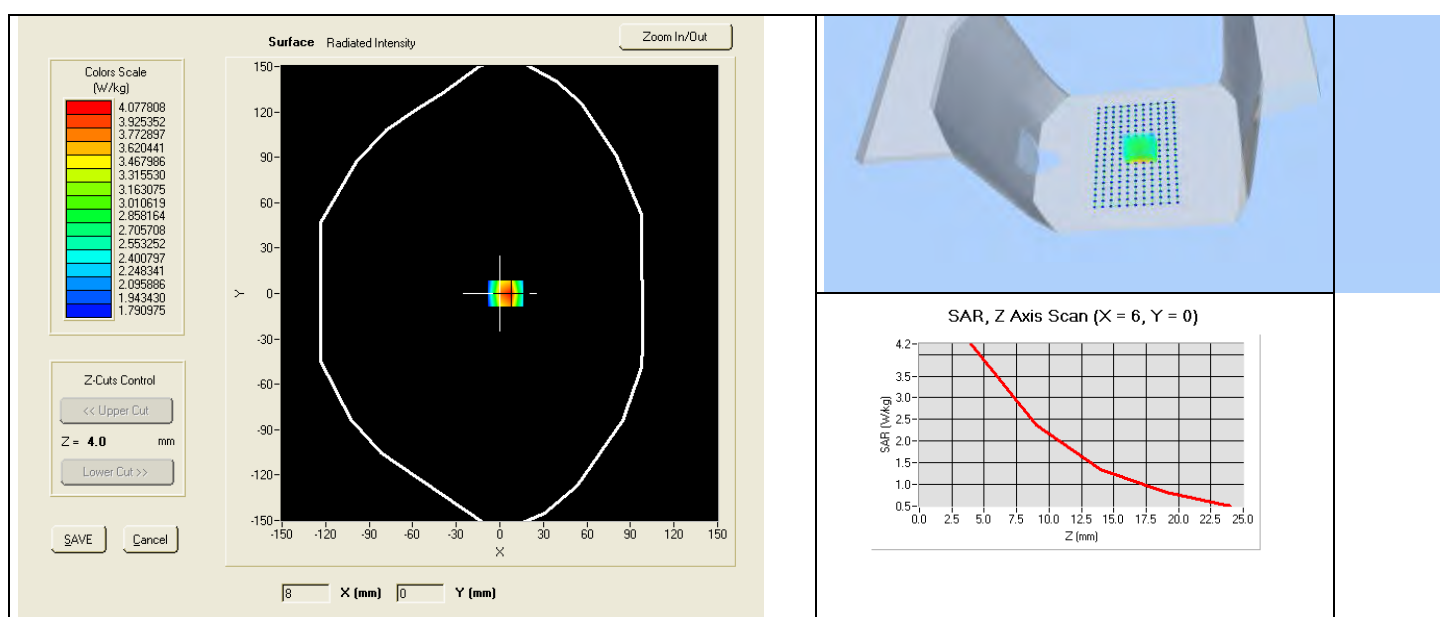 Surface Radiated Intensity
Zoom In/Out
Colors Scale
(W/kg)
4.077808
3.925352
3.772897
3.620441
3.467986
3.315530
3.163075
3.010619
2.858164
2.705708
2.553252
2.400797
2.248341
2.095886
1.943430
1.790975
Z-Cuts Control
<< Upper Cut
Z = 4.0 mm
Lower Cut >>
SAVE Cancel
150
120
90
60
30
0
-30
-60
-90
-120
-150
Y
-150 -120 -90 -60 -30 0 30 60 90 120 150
X
8 X (mm) 0 Y (mm)
SAR, Z Axis Scan (X = 6, Y = 0)
4.2
3.5
3.0
2.5
2.0
1.5
1.0
0.5
SAR (W/kg)
0.0 2.5 5.0 7.5 10.0 12.5 15.0 17.5 20.0 22.5 25.0
Z (mm)